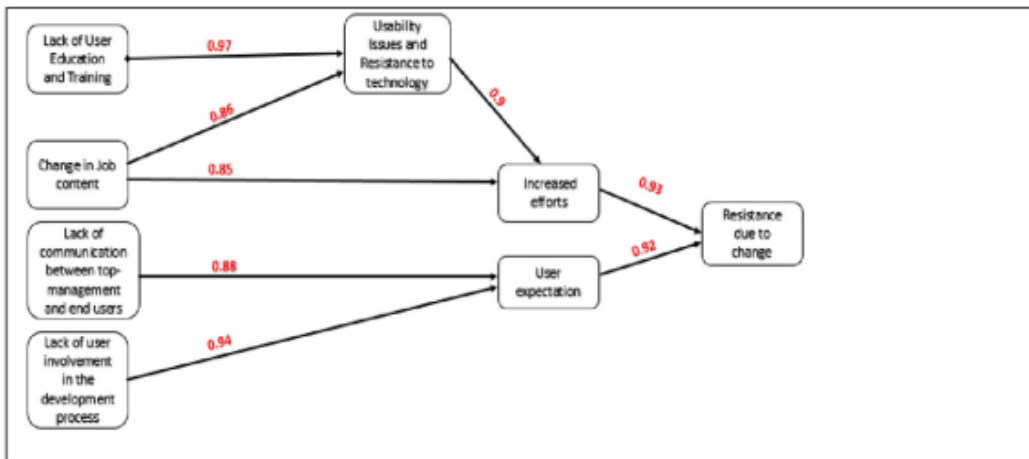 Lack of User
Education
and Training
0.97
Usability
Issues and
Resistance to
technology
0.86
0.9
Change in Job
content
0.85
Increased
efforts
0.93
Resistance
due to
change
Lack of
communication
between top-
management
and end users
0.88
User
expectation
0.92
0.94
Lack of user
involvement
in the
development
process